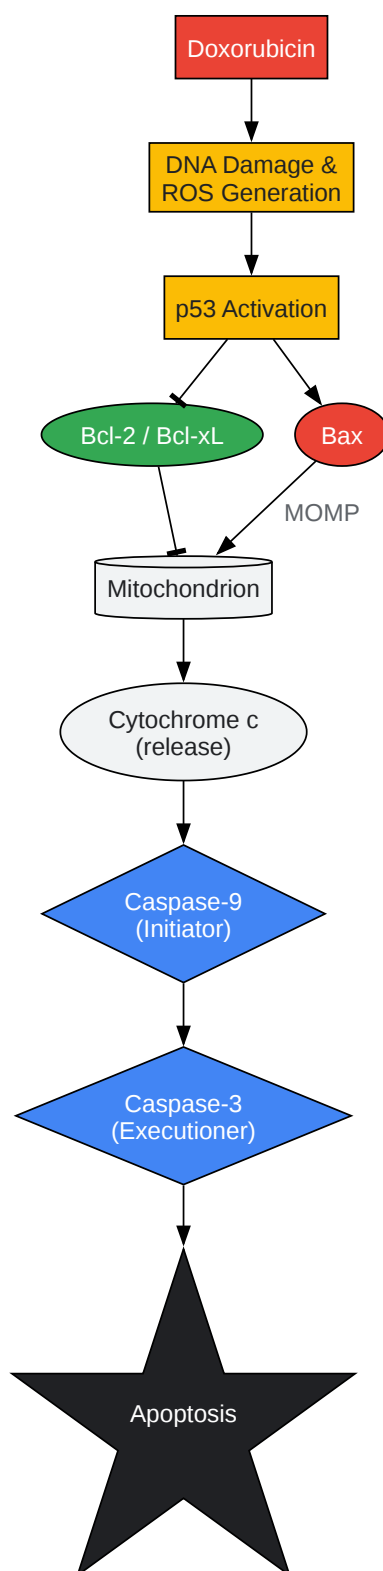 Doxorubicin
DNA Damage &
ROS Generation
p53 Activation
Bcl-2 / Bcl-xL
Bax
MOMP
Mitochondrion
Cytochrome c
(release)
Caspase-9
(Initiator)
Caspase-3
(Executioner)
Apoptosis